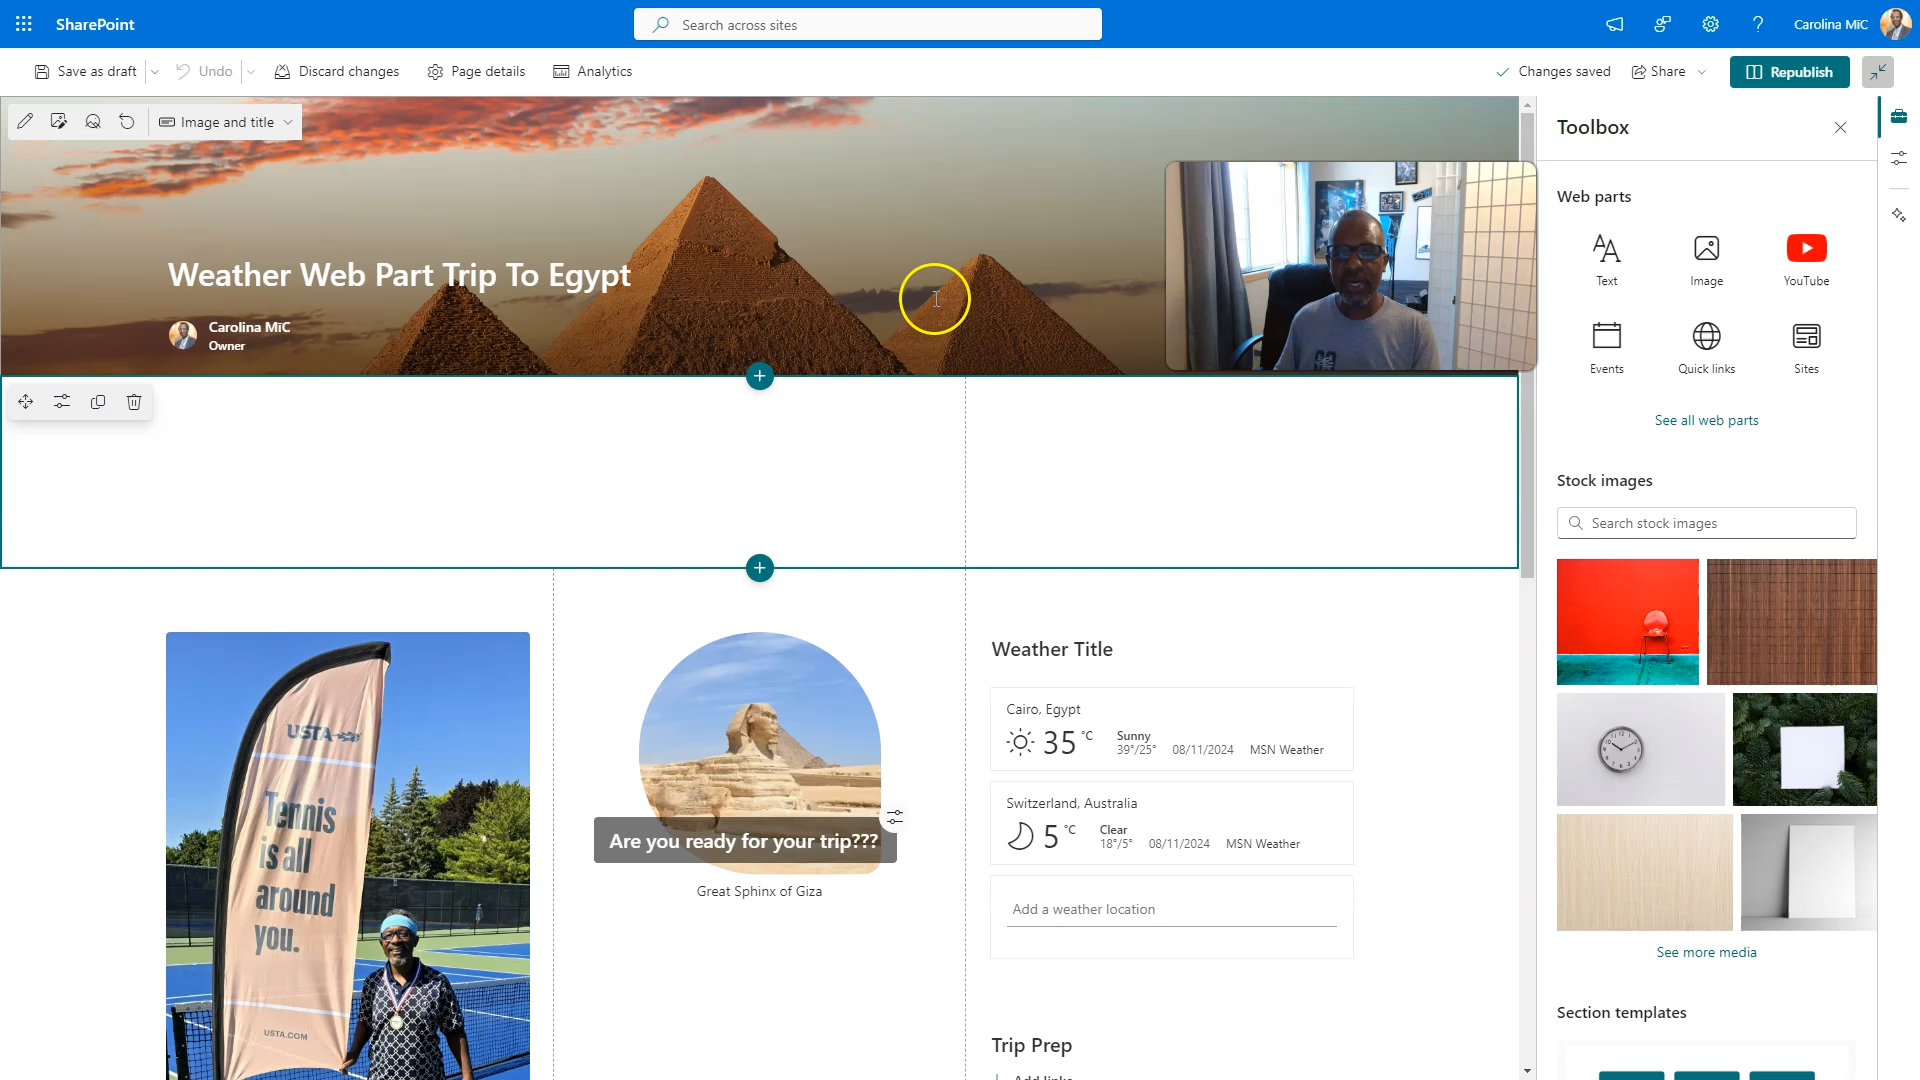 SharePoint
Search across sites
Carolina MiC
Save as draft
Undo
Discard changes
Page details
Analytics
Changes saved
Share
Republish
Image and title
Weather Web Part Trip To Egypt
Carolina MiC
Owner
Toolbox
Web parts
Text
Image
YouTube
Events
Quick links
Sites
See all web parts
Stock images
Search stock images
See more media
Section templates
USTA
Tennis
is all
around
you.
USTA.COM
Are you ready for your trip???
Great Sphinx of Giza
Weather Title
Cairo, Egypt
35 °C
Sunny
39°/25° 08/11/2024 MSN Weather
Switzerland, Australia
5 °C
Clear
18°/5° 08/11/2024 MSN Weather
Add a weather location
Trip Prep
Add links